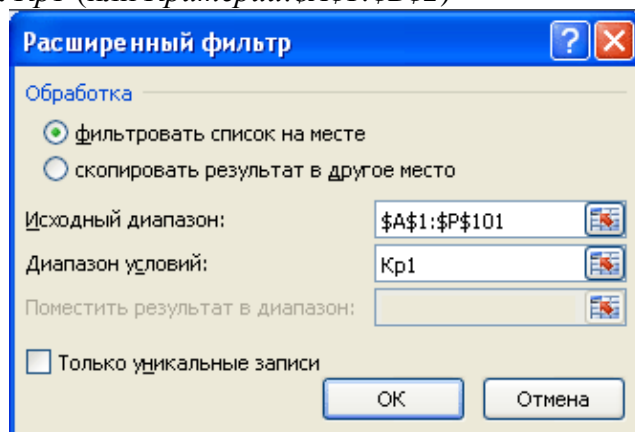 Расширенный фильтр
Обработка
фильтровать список на месте
скопировать результат в другое место
Исходный диапазон: $A$1:$P$101
Диапазон условий: Кр1
Поместить результат в диапазон:
Только уникальные записи
ОК Отмена